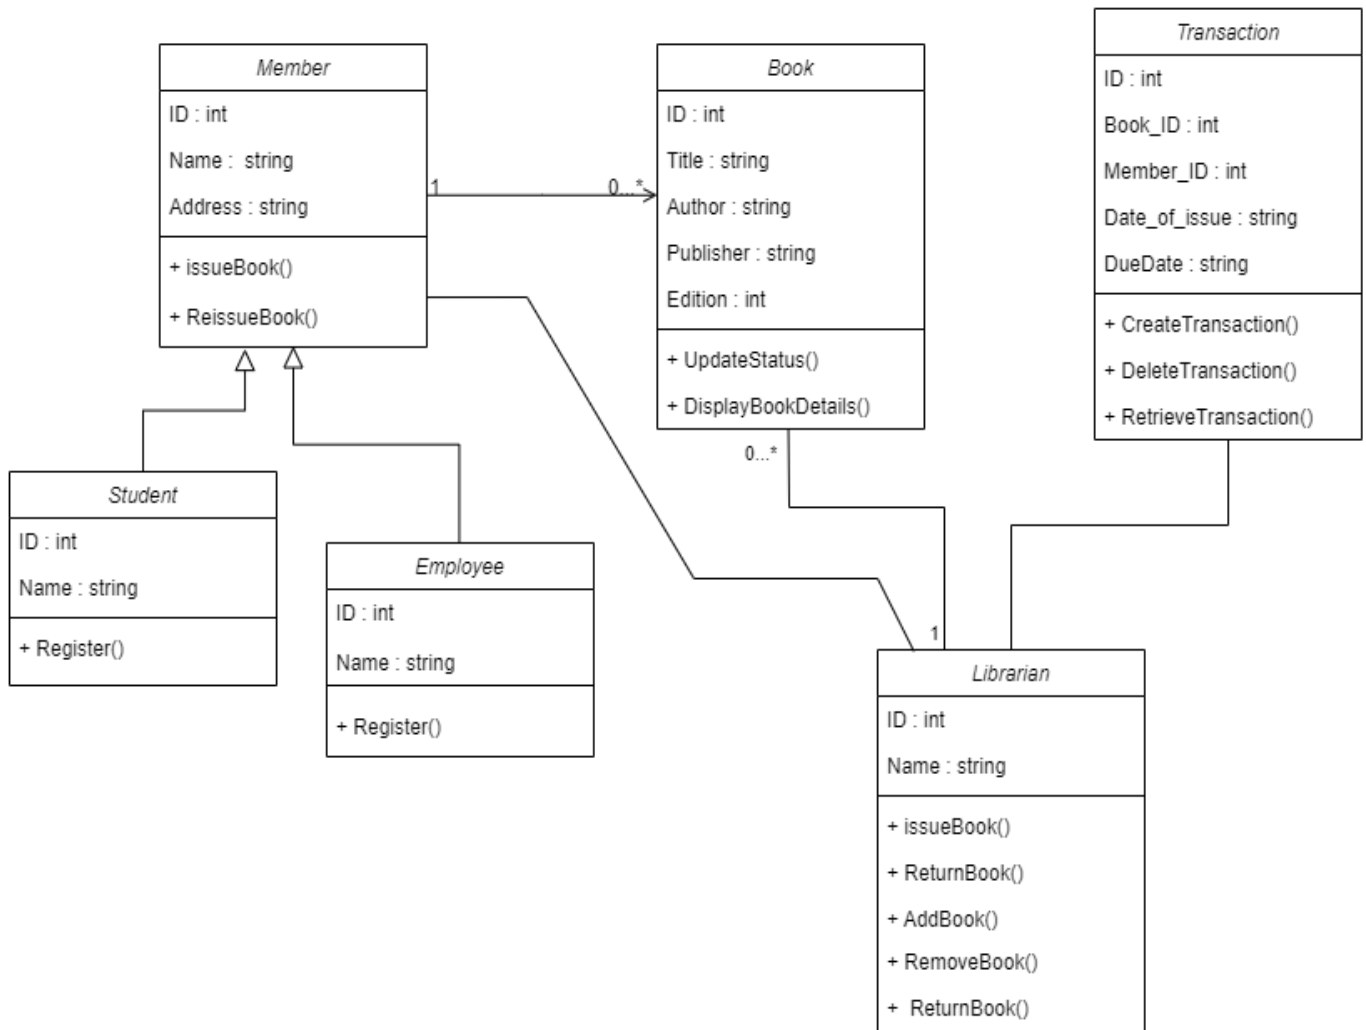 Member
ID : int
Name :  string
Address : string
+ issueBook()
+ ReissueBook()
1
0...*
Book
ID : int
Title : string
Author : string
Publisher : string
Edition : int
+ UpdateStatus()
+ DisplayBookDetails()
0...*
1
Transaction
ID : int
Book_ID : int
Member_ID : int
Date_of_issue : string
DueDate : string
+ CreateTransaction()
+ DeleteTransaction()
+ RetrieveTransaction()
Student
ID : int
Name : string
+ Register()
Employee
ID : int
Name : string
+ Register()
Librarian
ID : int
Name : string
+ issueBook()
+ ReturnBook()
+ AddBook()
+ RemoveBook()
+  ReturnBook()